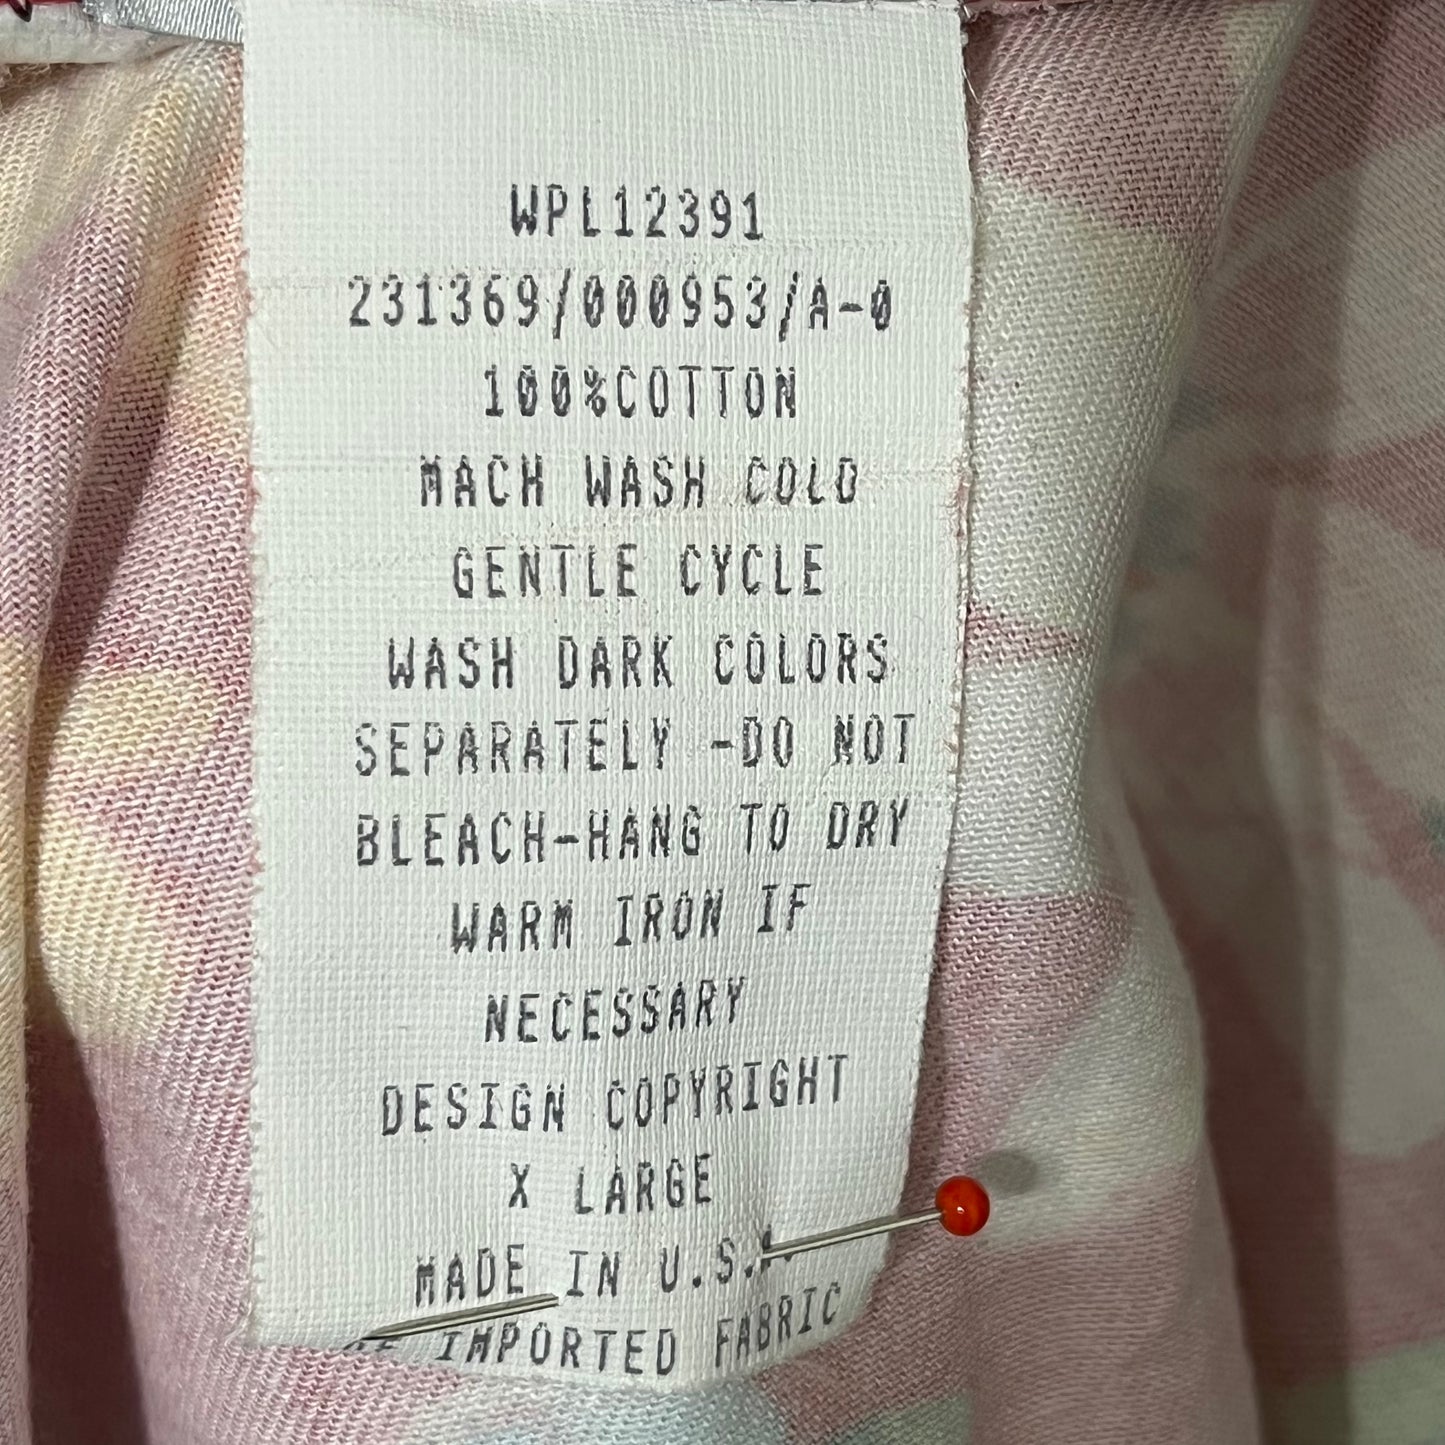 WPL12391
231369/000953/A-0
100%COTTON
MACH WASH COLD
GENTLE CYCLE
WASH DARK COLORS
SEPARATELY -DO NOT
BLEACH-HANG TO DRY
WARM IRON IF
NECESSARY
DESIGN COPYRIGHT
X LARGE
MADE IN U.S.A.
OF IMPORTED FABRIC